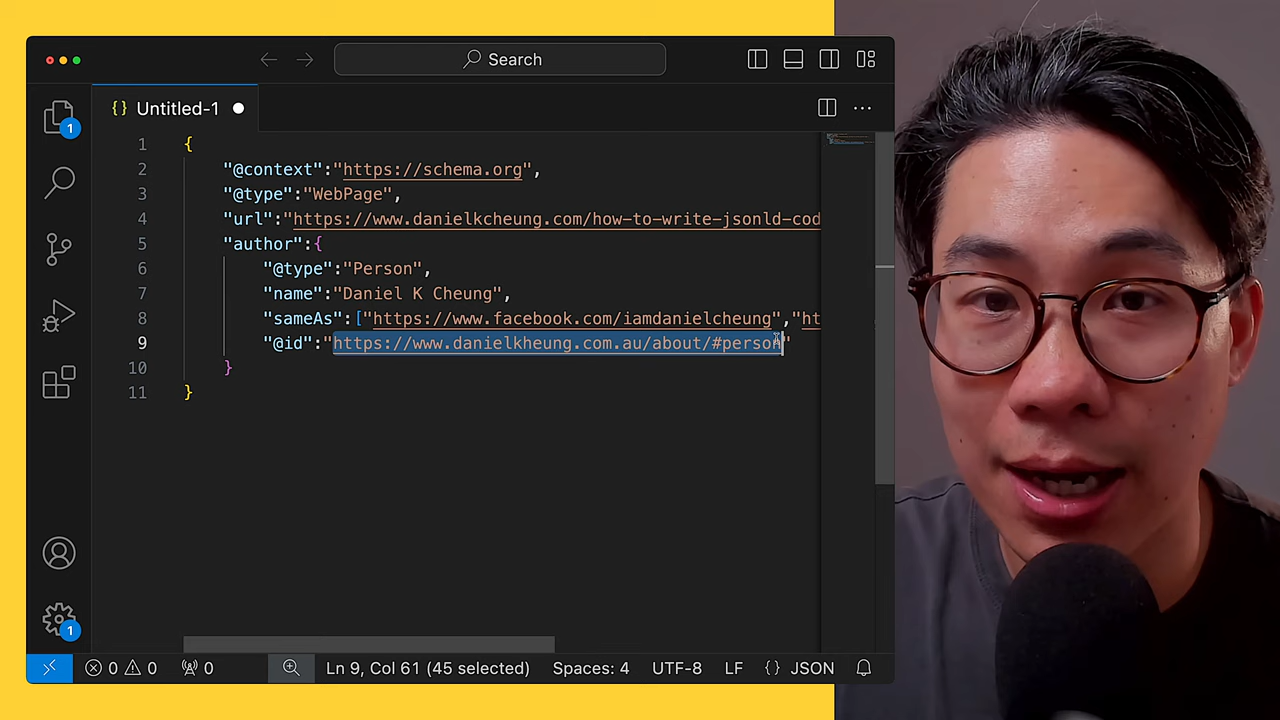 Search
{} Untitled-1
1
1 {
2 "@context":"https://schema.org",
3 "@type":"WebPage",
4 "url":"https://www.danielkcheung.com/how-to-write-jsonld-cod
5 "author":{
6 "@type":"Person",
7 "name":"Daniel K Cheung",
8 "sameAs":["https://www.facebook.com/iamdanielcheung","ht
9 "@id":"https://www.danielkheung.com.au/about/#person"
10 }
11 }
1
0 0 0 Ln 9, Col 61 (45 selected) Spaces: 4 UTF-8 LF {} JSON